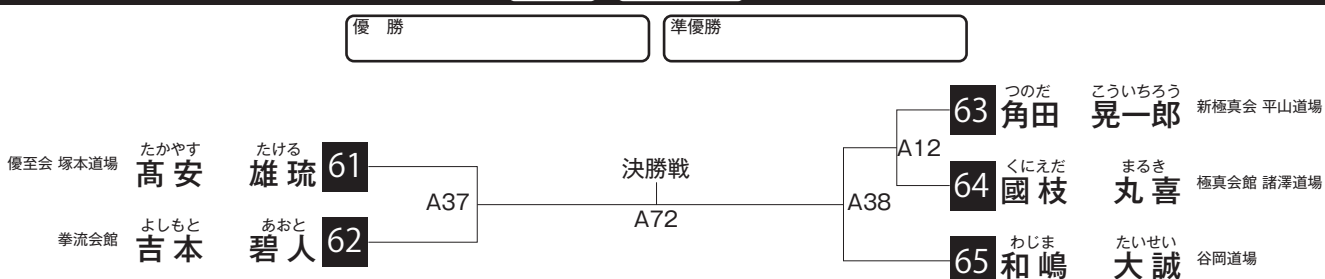 優　勝
準優勝
優至会 塚本道場
たかやす　たける
髙安　雄琉
61
A37
拳流会館
よしもと　あおと
吉本　碧人
62
決勝戦
A72
つのだ　こういちろう
63
角田　晃一郎
新極真会 平山道場
A12
くにえだ　まるき
64
國枝　丸喜
極真会館 諸澤道場
A38
わじま　たいせい
65
和嶋　大誠
谷岡道場